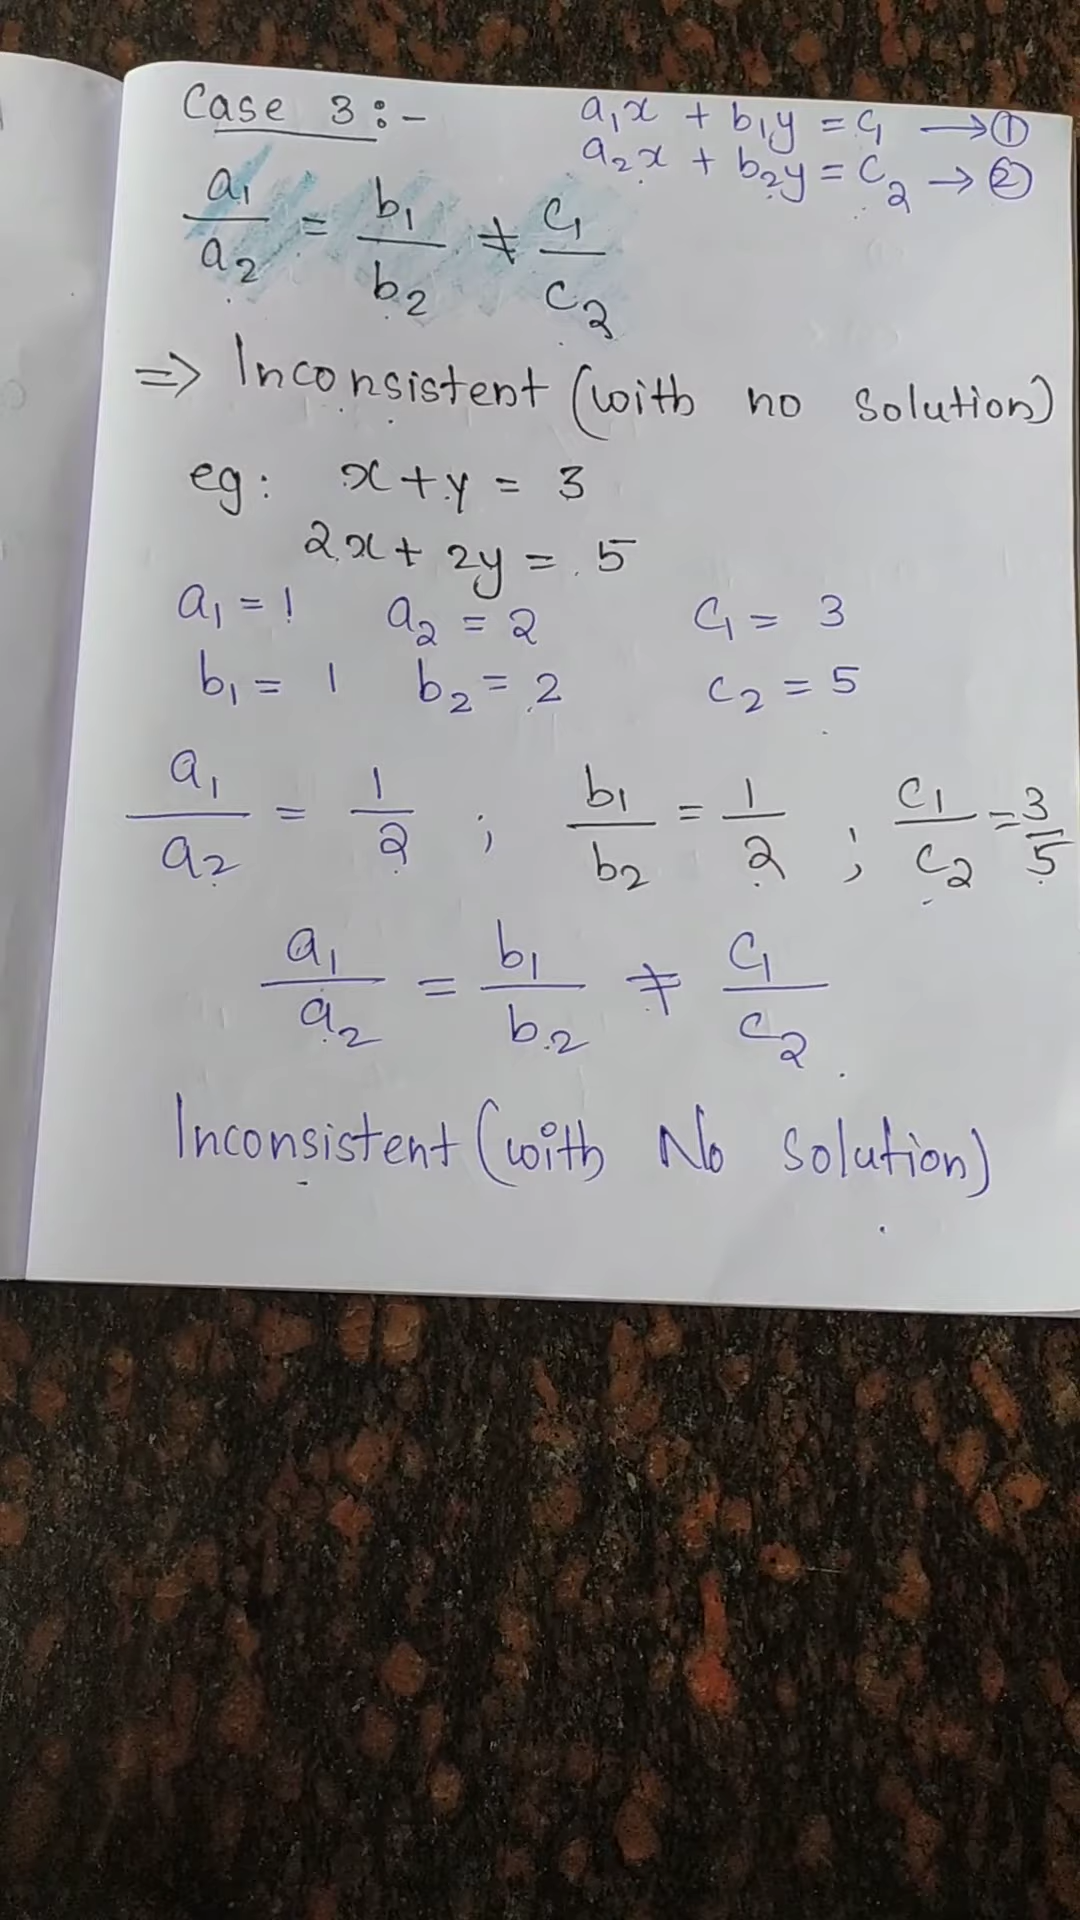 Case 3:-
a₁x + b₁y = c₁ → ①
a₂x + b₂y = c₂ → ②
a₁/a₂ = b₁/b₂ ≠ c₁/c₂
⇒ Inconsistent (with no solution)
eg: x + y = 3
2x + 2y = 5
a₁ = 1 a₂ = 2 c₁ = 3
b₁ = 1 b₂ = 2 c₂ = 5
a₁/a₂ = 1/2 ; b₁/b₂ = 1/2 ; c₁/c₂ = 3/5
a₁/a₂ = b₁/b₂ ≠ c₁/c₂
Inconsistent (with No solution)